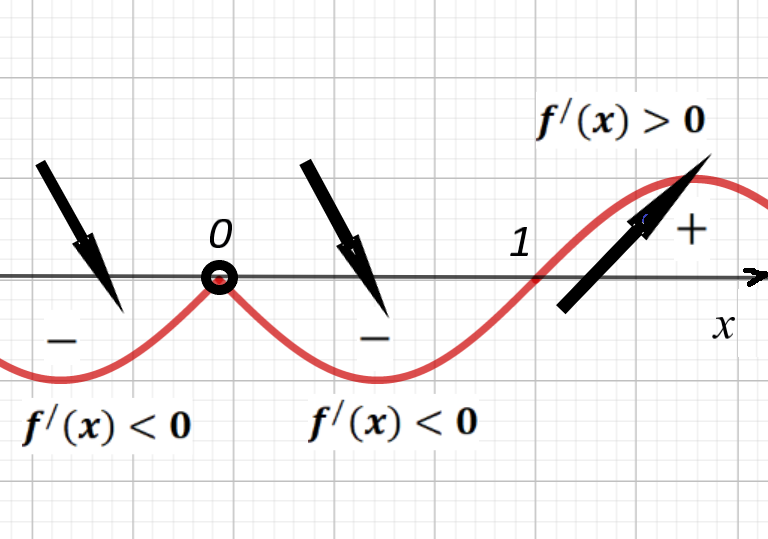 f′(x) > 0
0
1
+
−
−
x
f′(x) < 0
f′(x) < 0